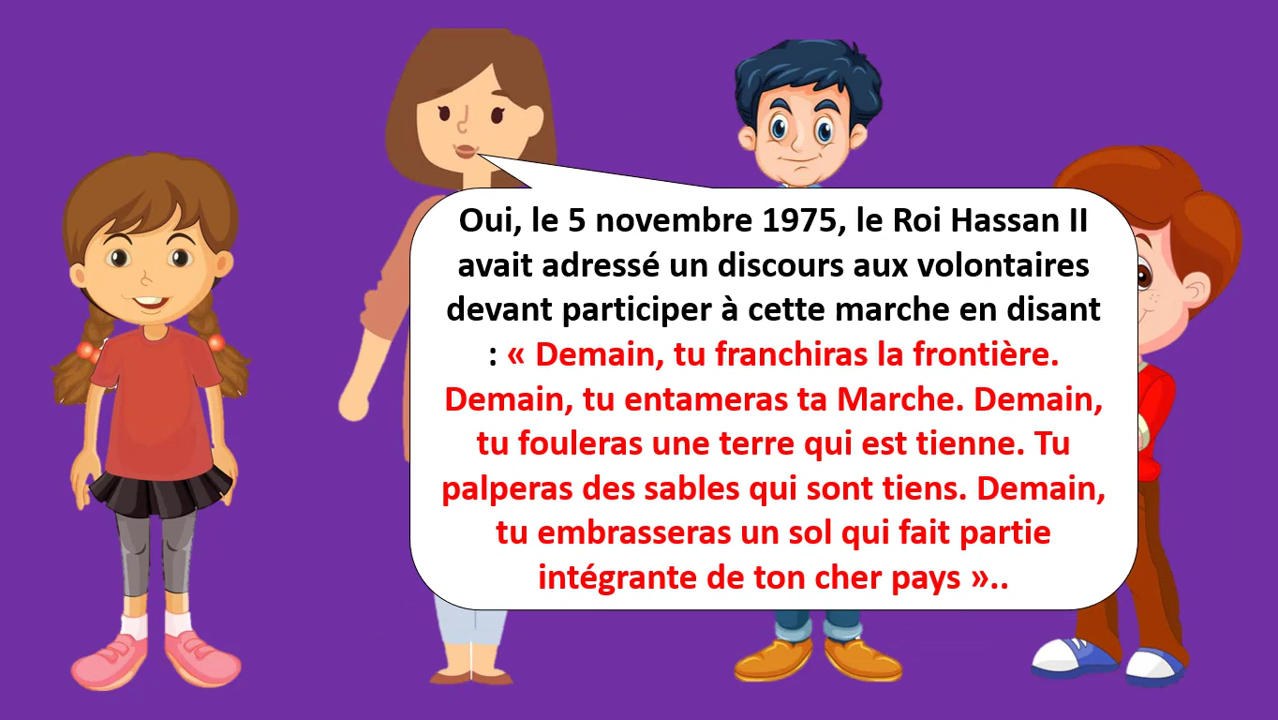 Oui, le 5 novembre 1975, le Roi Hassan II
avait adressé un discours aux volontaires
devant participer à cette marche en disant
: « Demain, tu franchiras la frontière.
Demain, tu entameras ta Marche. Demain,
tu fouleras une terre qui est tienne. Tu
palperas des sables qui sont tiens. Demain,
tu embrasseras un sol qui fait partie
intégrante de ton cher pays »..